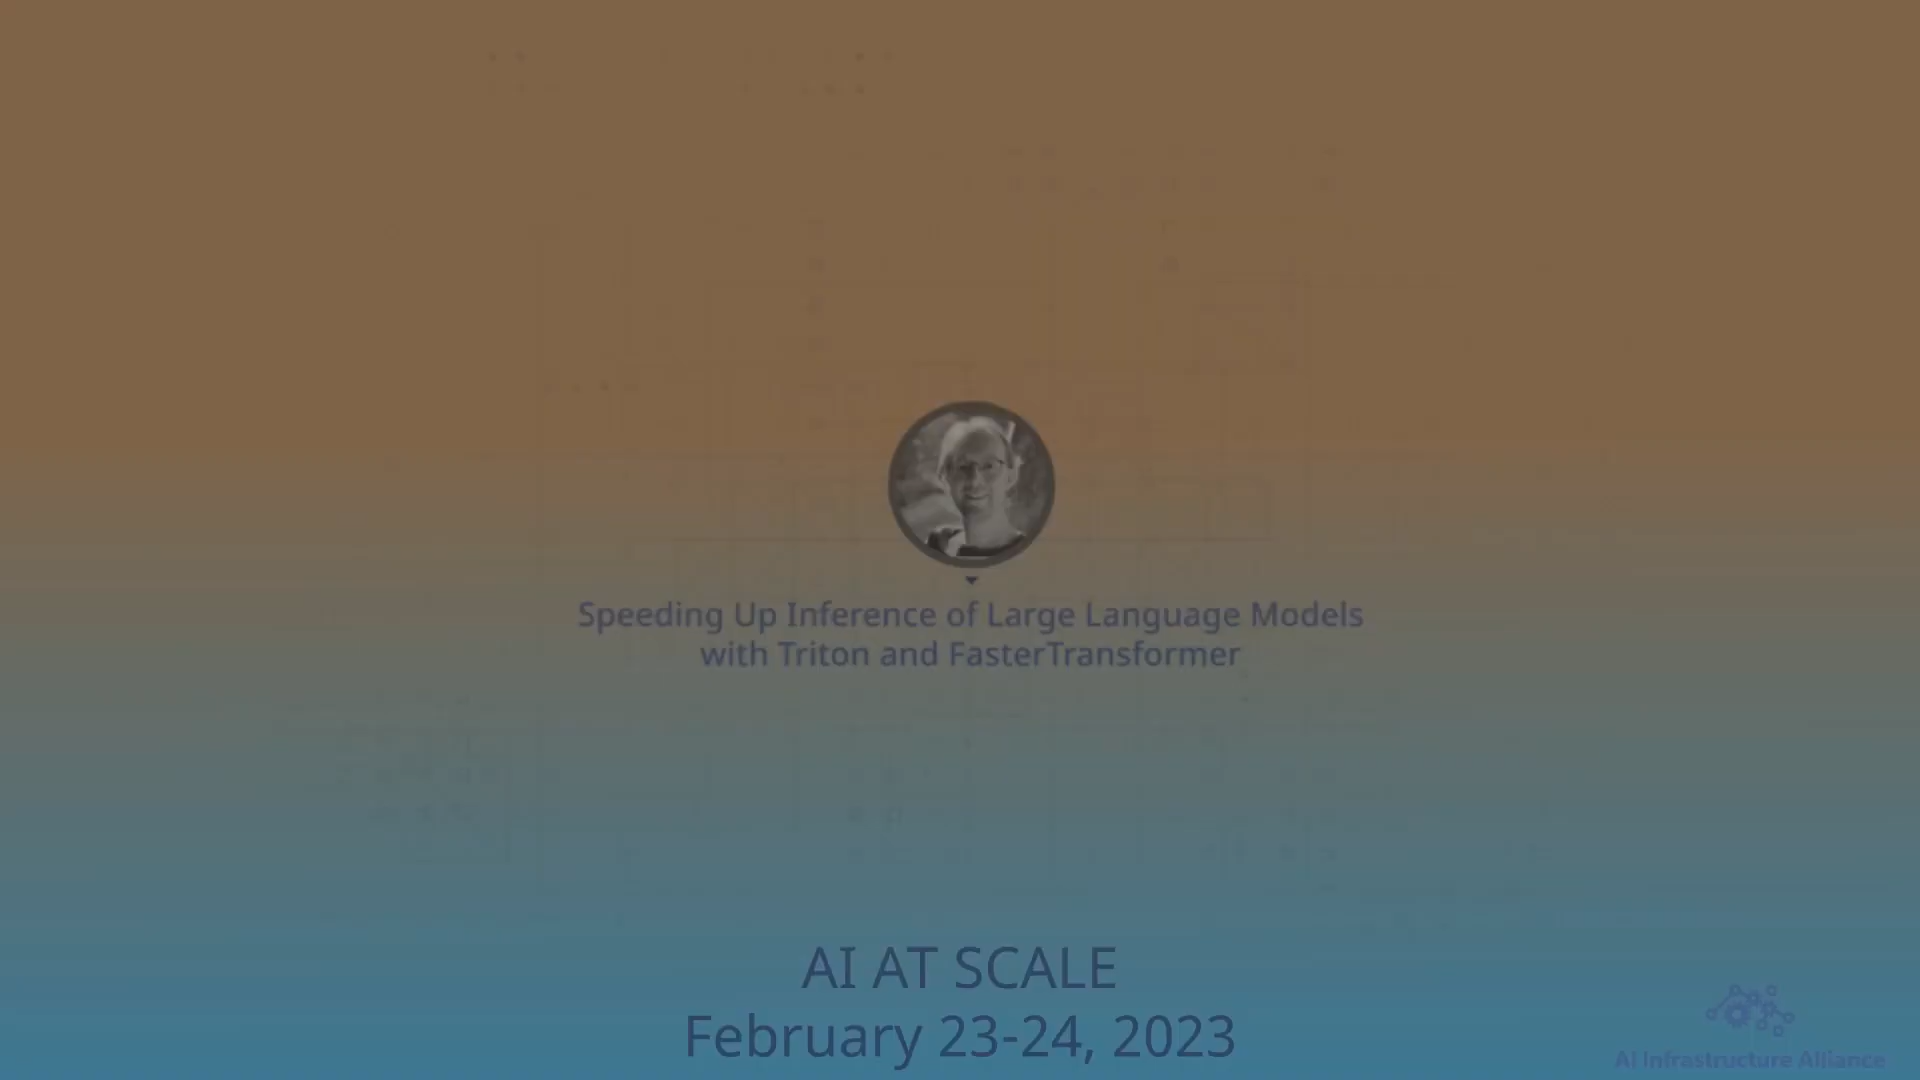 Speeding Up Inference of Large Language Models
with Triton and FasterTransformer
AI AT SCALE
February 23-24, 2023
AI Infrastructure Alliance